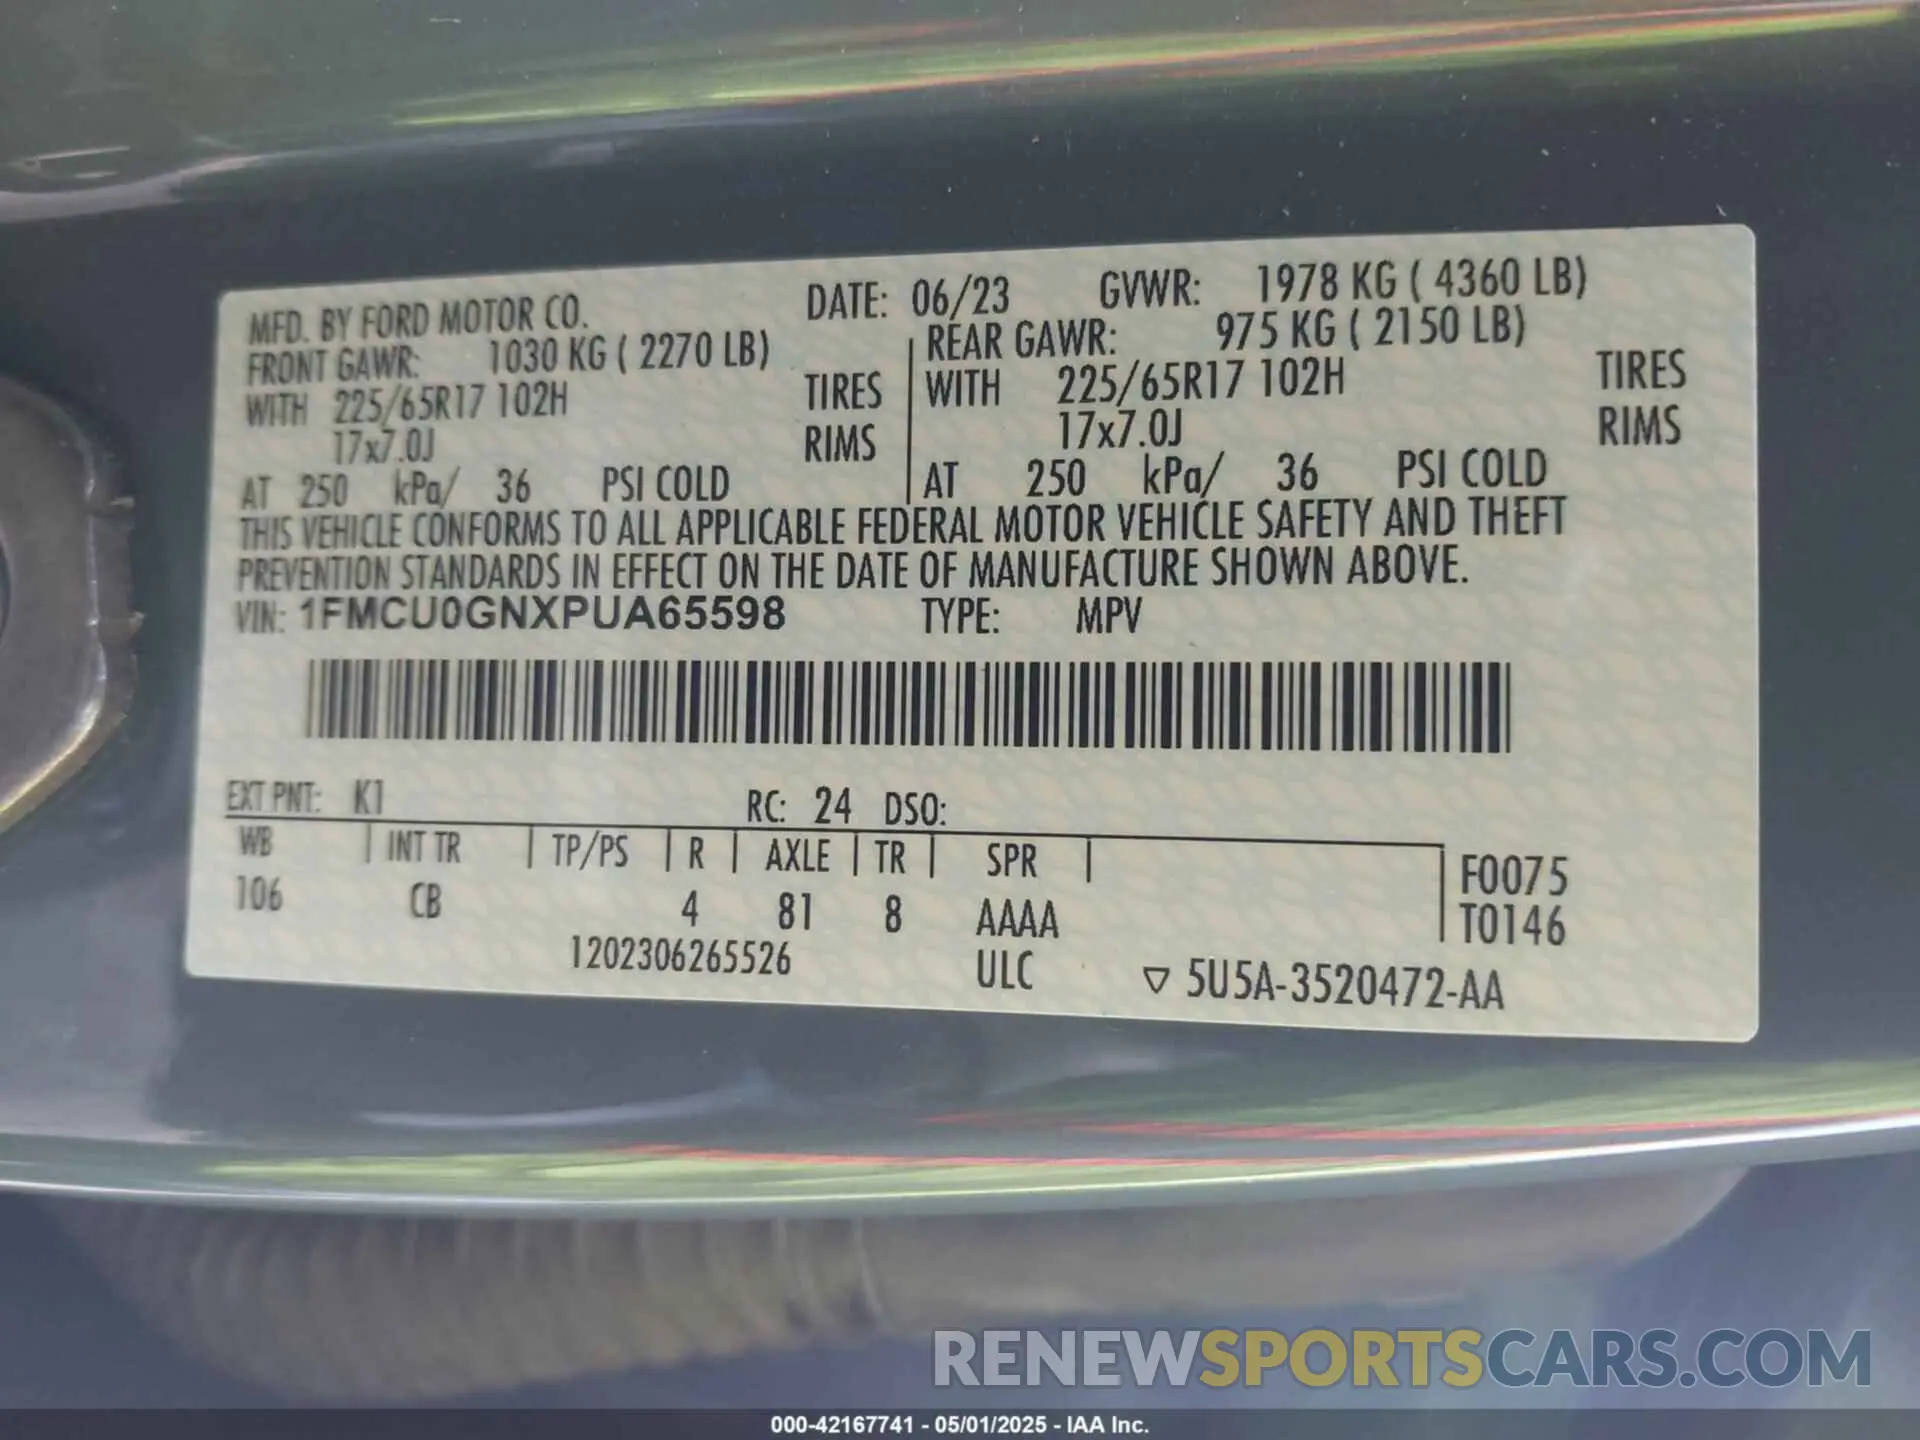 MFD. BY FORD MOTOR CO. DATE: 06/23 GVWR: 1978 KG ( 4360 LB)
FRONT GAWR: 1030 KG ( 2270 LB) REAR GAWR: 975 KG ( 2150 LB)
WITH 225/65R17 102H TIRES WITH 225/65R17 102H TIRES
17x7.0J RIMS 17x7.0J RIMS
AT 250 kPa/ 36 PSI COLD AT 250 kPa/ 36 PSI COLD
THIS VEHICLE CONFORMS TO ALL APPLICABLE FEDERAL MOTOR VEHICLE SAFETY AND THEFT
PREVENTION STANDARDS IN EFFECT ON THE DATE OF MANUFACTURE SHOWN ABOVE.
VIN: 1FMCU0GNXPUA65598 TYPE: MPV
EXT PNT: K1 RC: 24 DSO:
WB INT TR TP/PS R AXLE TR SPR F0075
106 CB 4 81 8 AAAA T0146
1202306265526 ULC ▽ 5U5A-3520472-AA
RENEWSPORTSCARS.COM
000-42167741 - 05/01/2025 - IAA Inc.